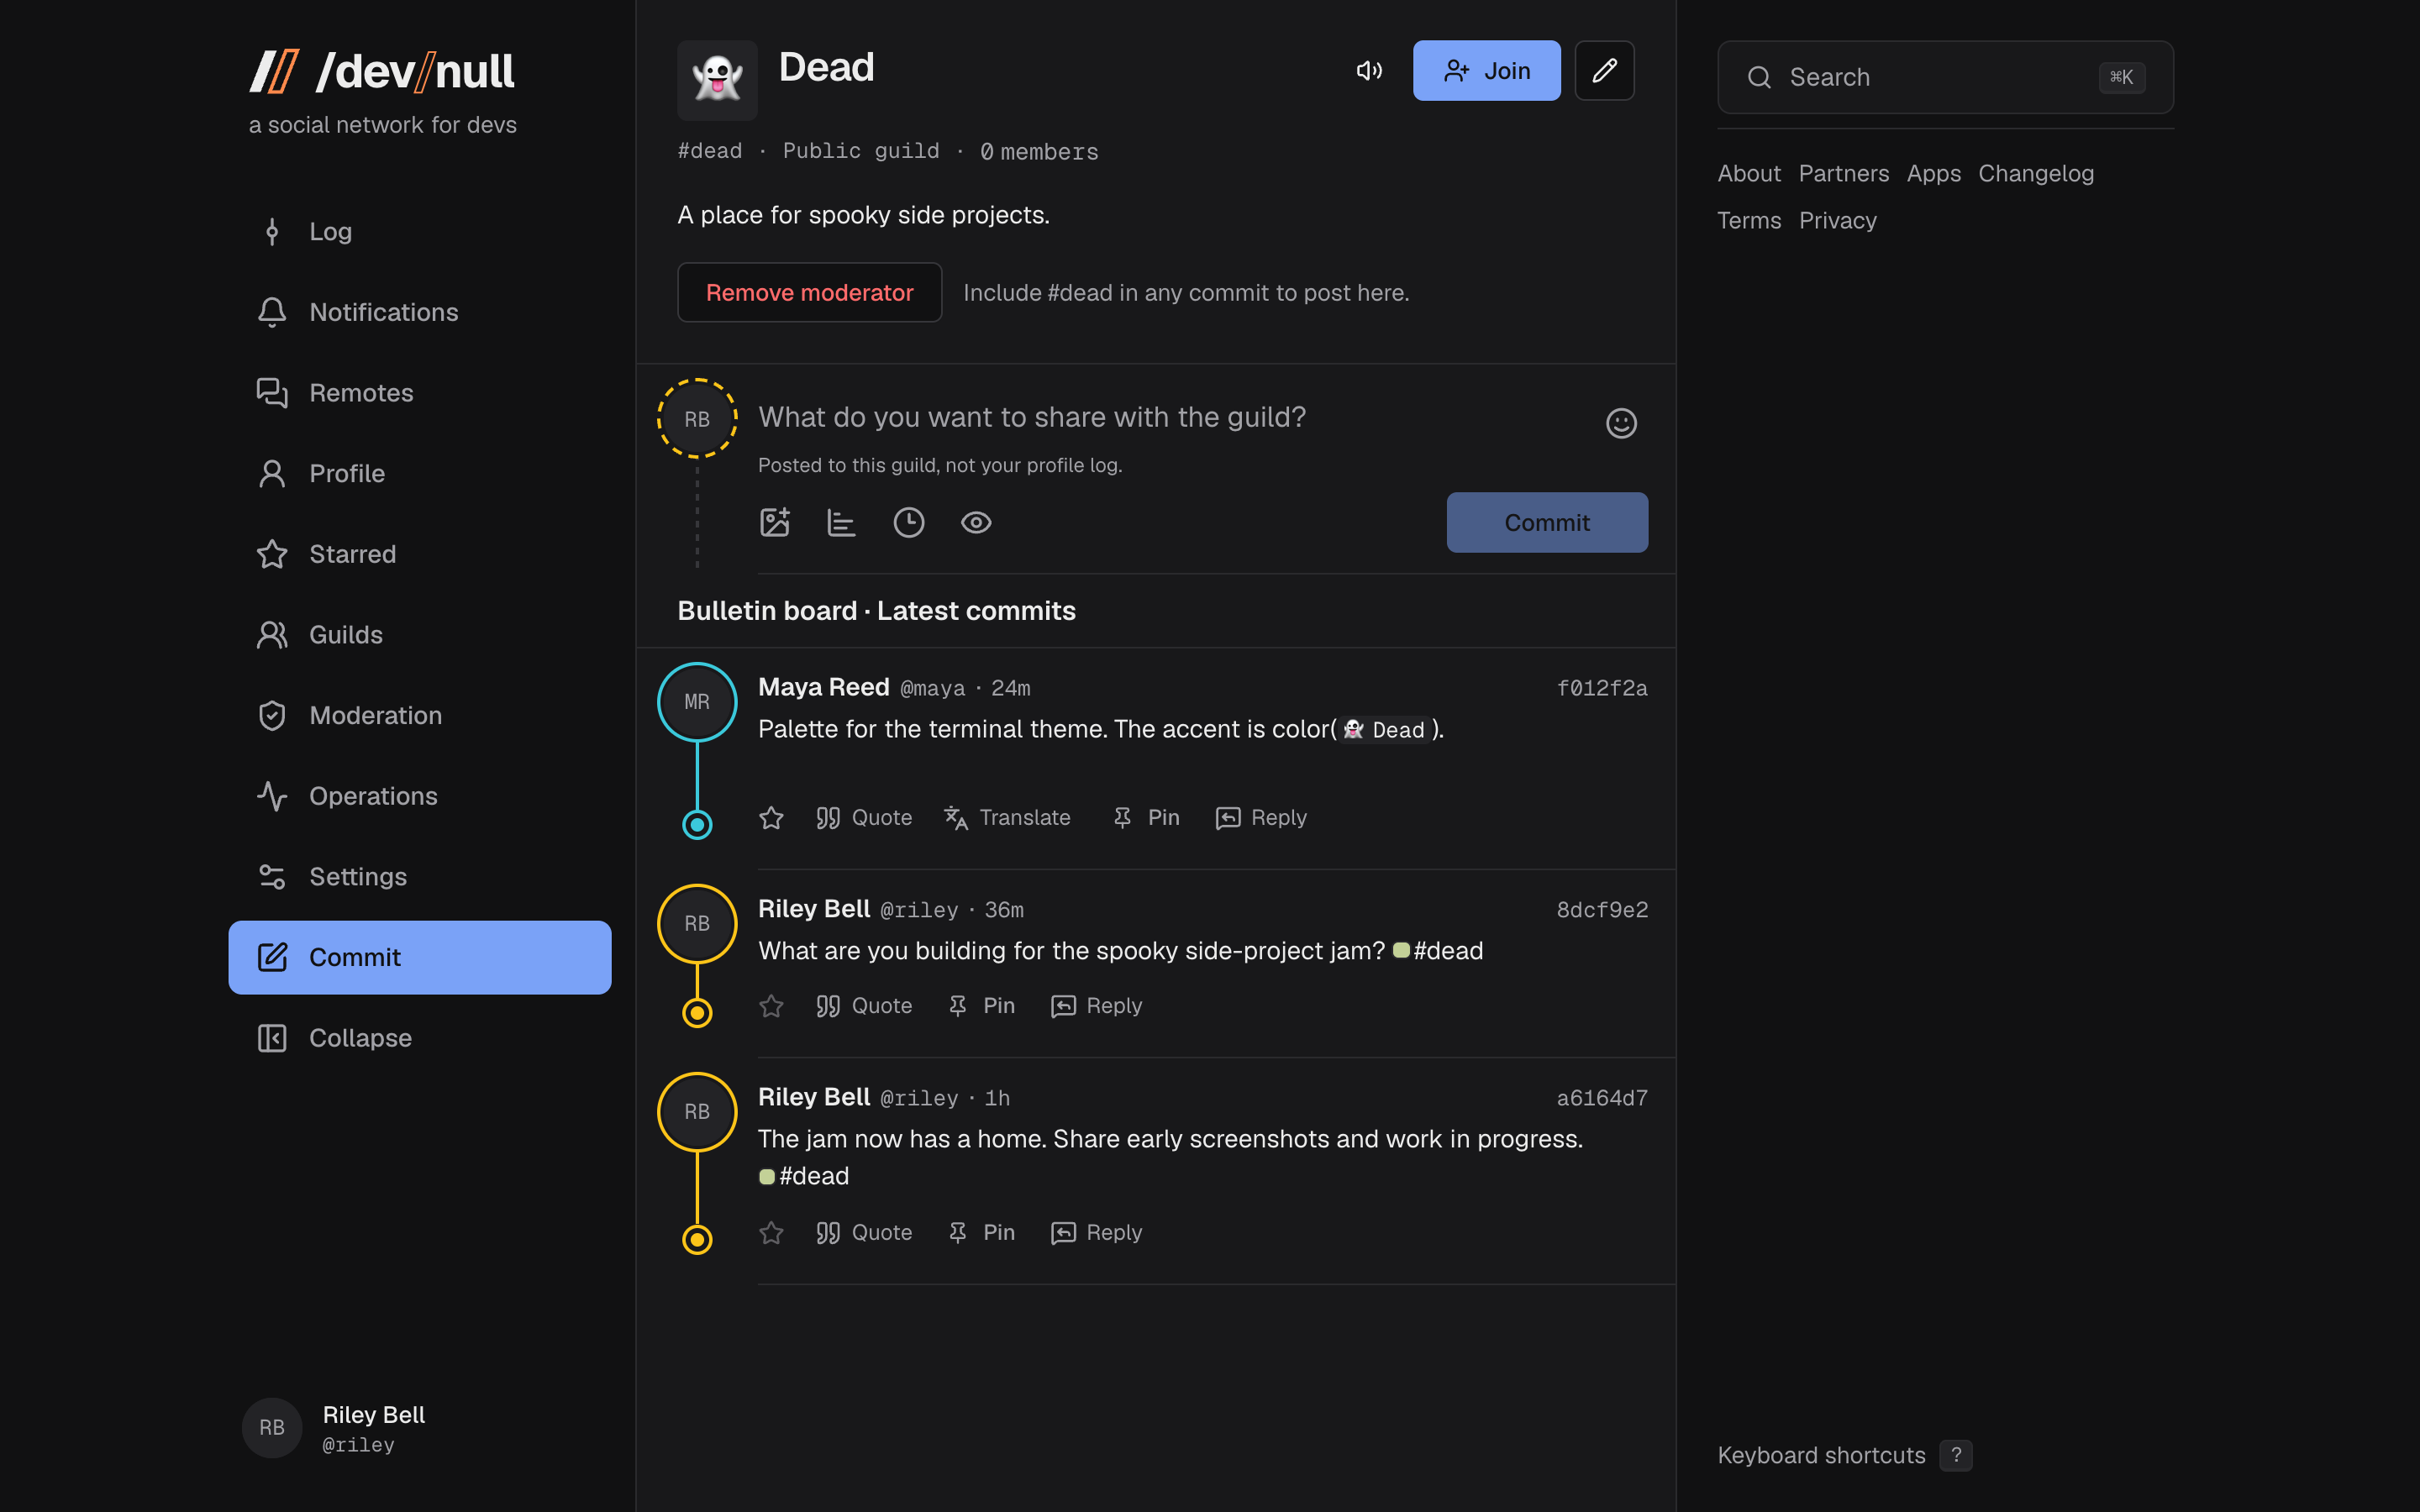 /dev/null
a social network for devs
Log
Notifications
Remotes
Profile
Starred
Guilds
Moderation
Operations
Settings
Commit
Collapse
RB
Riley Bell
@riley
Dead
Join
#dead · Public guild · 0 members
A place for spooky side projects.
Remove moderator
Include #dead in any commit to post here.
RB
What do you want to share with the guild?
Posted to this guild, not your profile log.
Commit
Bulletin board · Latest commits
MR
Maya Reed @maya · 24m f012f2a
Palette for the terminal theme. The accent is color( 👻 Dead ).
Quote Translate Pin Reply
RB
Riley Bell @riley · 36m 8dcf9e2
What are you building for the spooky side-project jam? #dead
Quote Pin Reply
RB
Riley Bell @riley · 1h a6164d7
The jam now has a home. Share early screenshots and work in progress.
#dead
Quote Pin Reply
Search ⌘K
About Partners Apps Changelog
Terms Privacy
Keyboard shortcuts ?